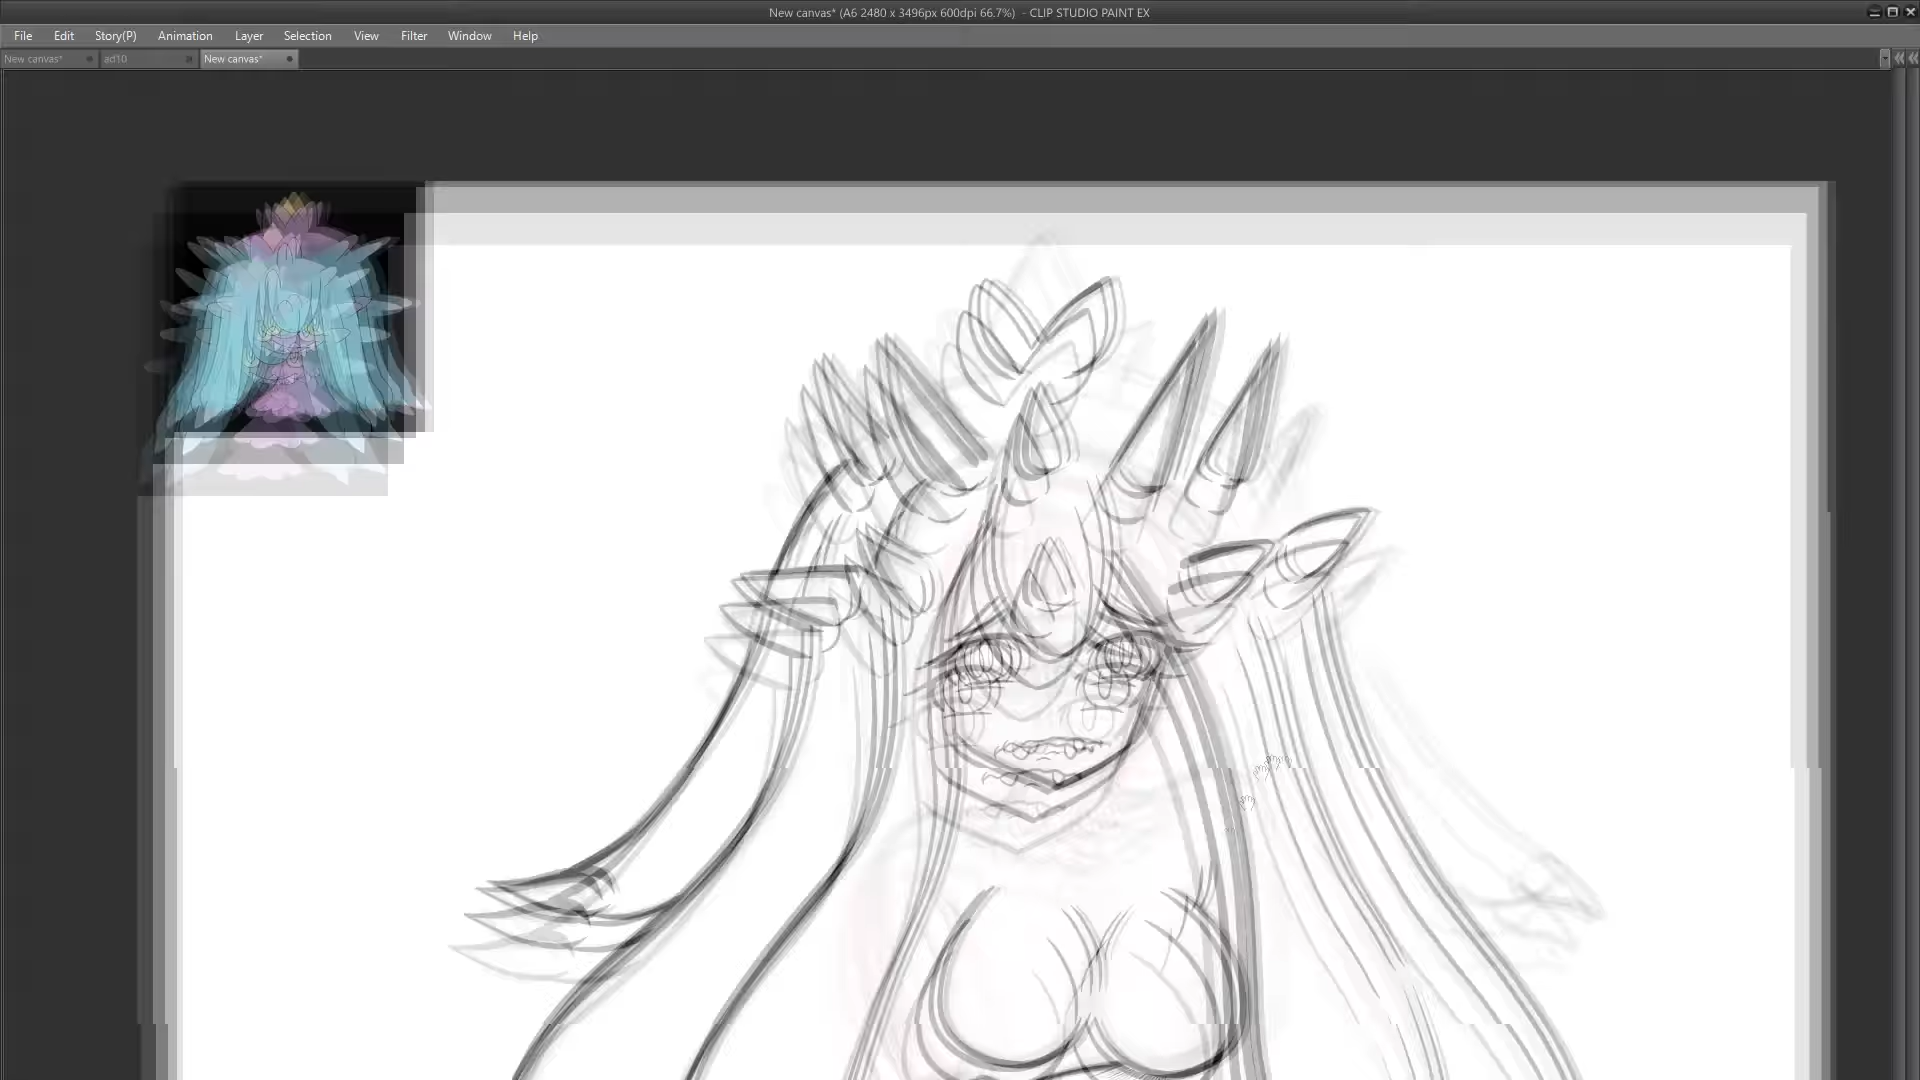 New canvas* (A6 2480 x 3496px 600dpi 66.7%) - CLIP STUDIO PAINT EX
File Edit Story(P) Animation Layer Selection View Filter Window Help
New canvas* ad10 New canvas*